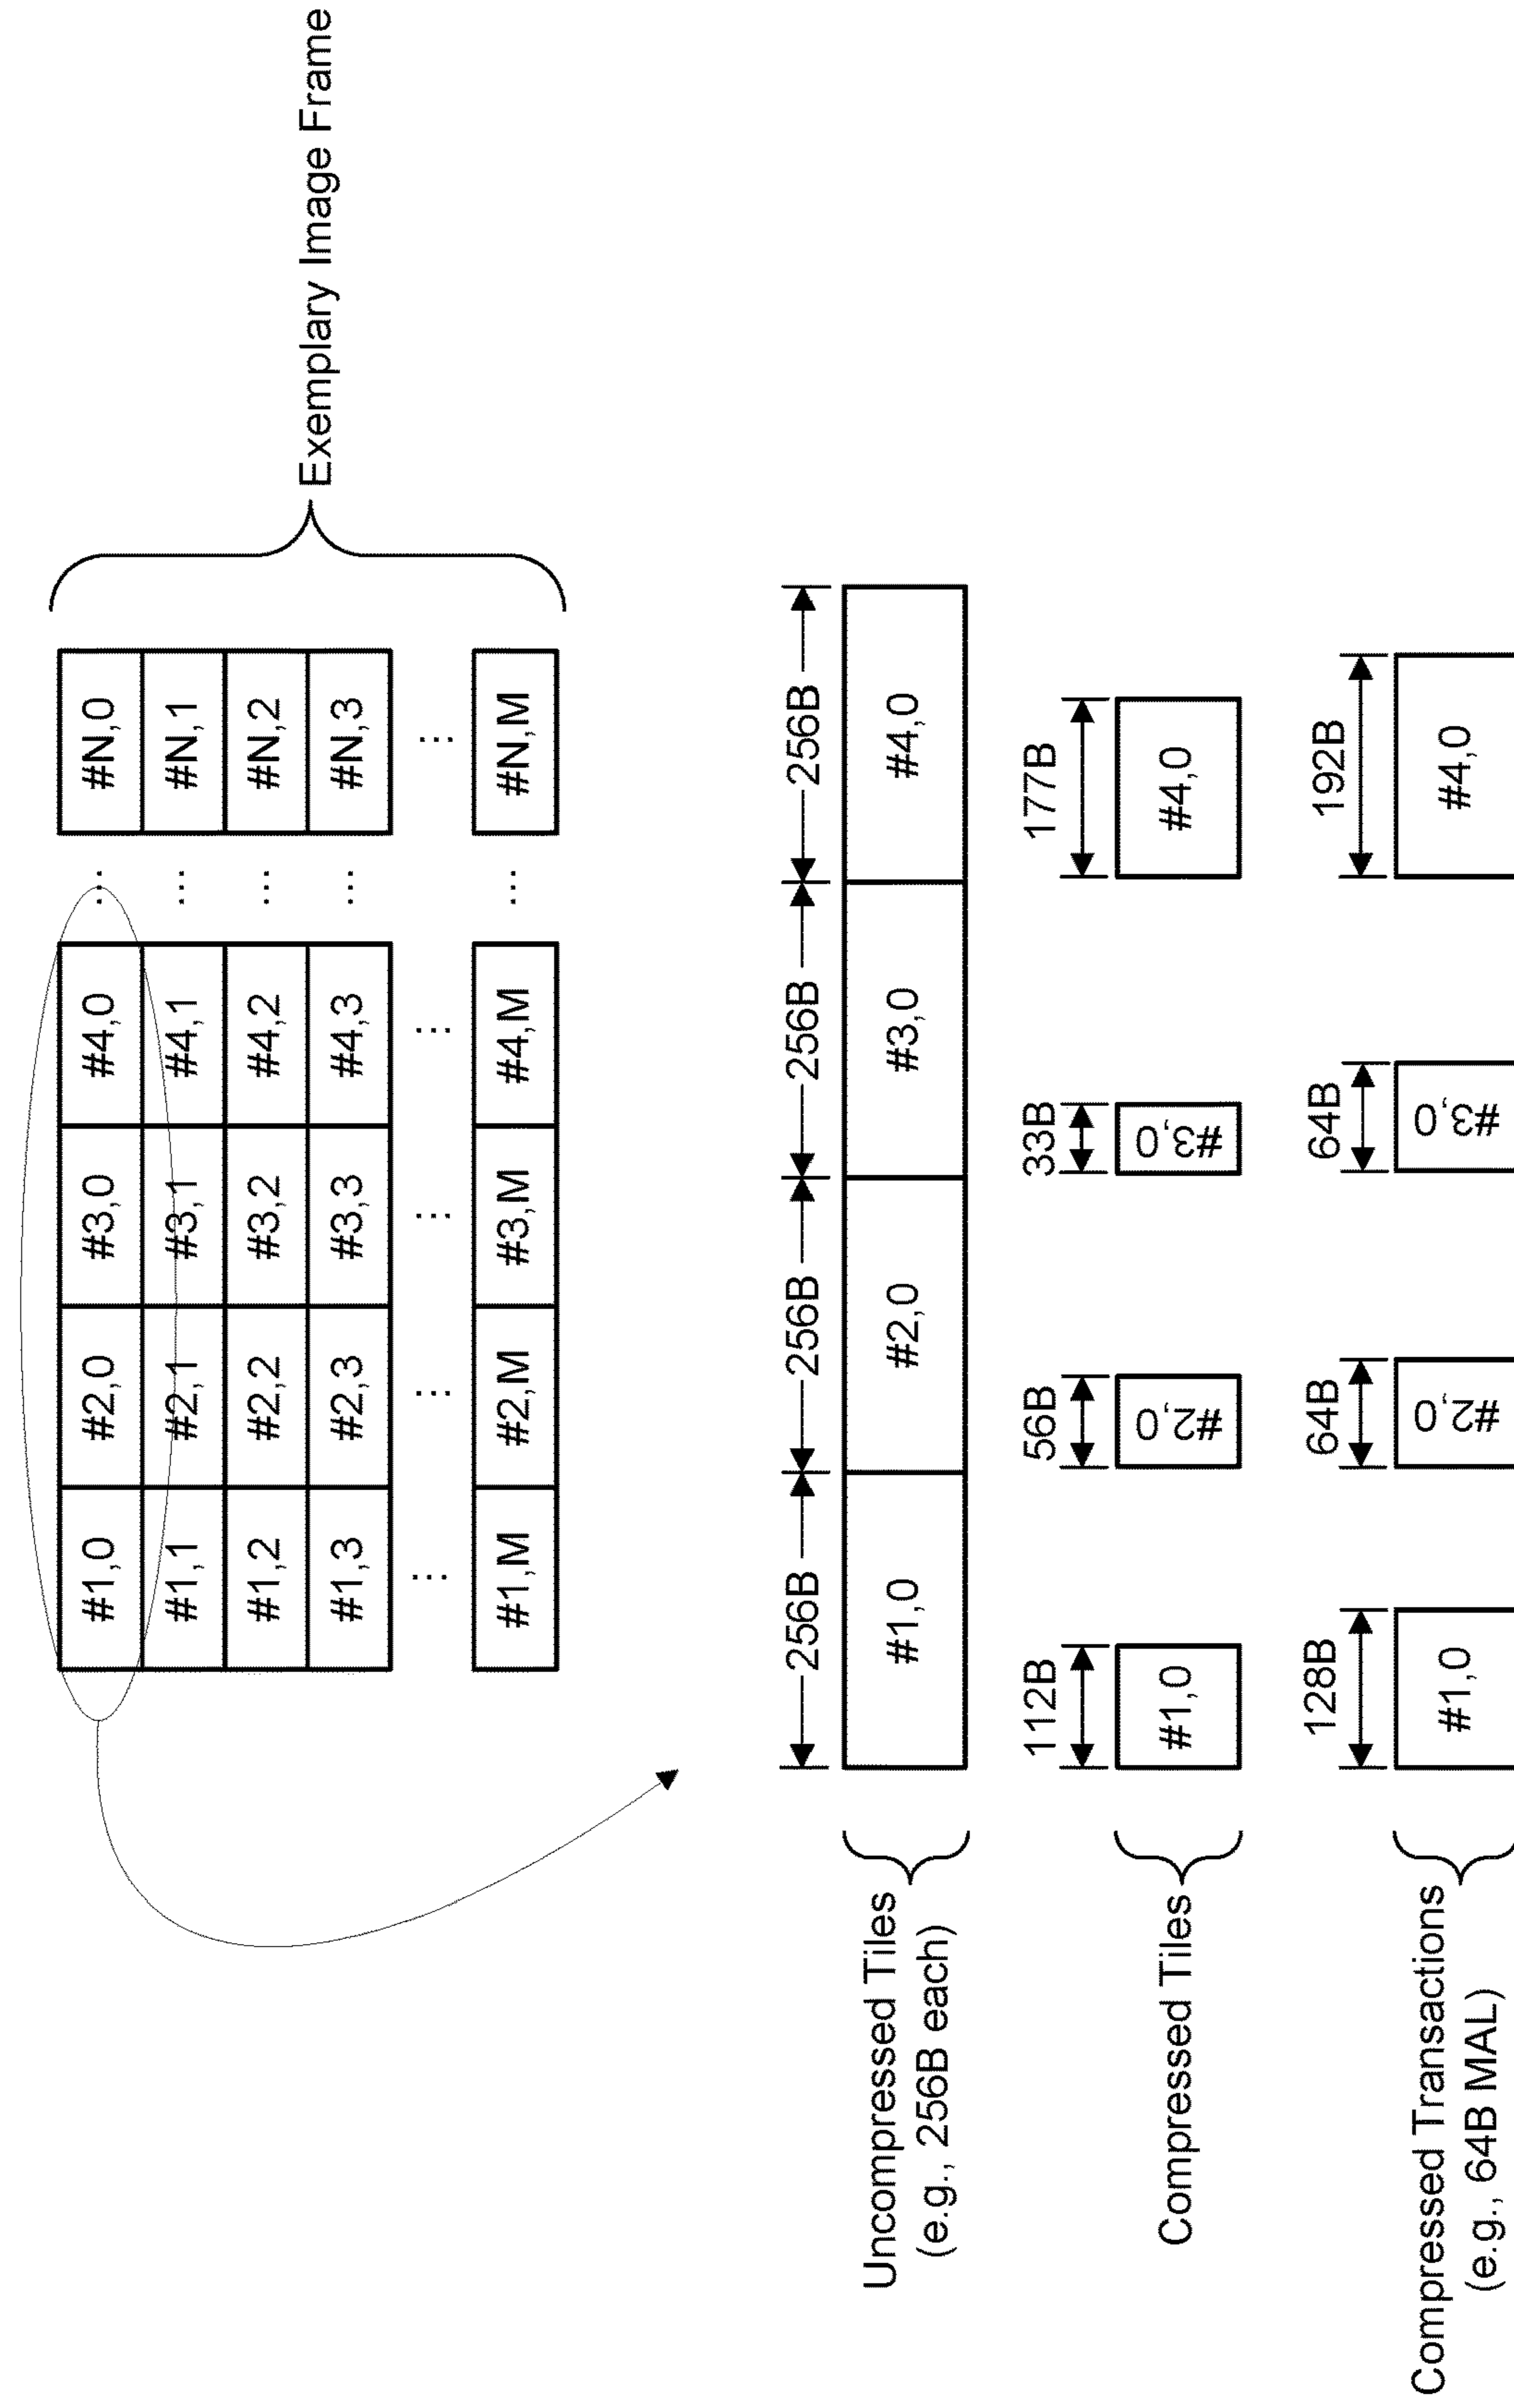 #1,0 #2,0 #3,0 #4,0 ... #N,0
#1,1 #2,1 #3,1 #4,1 ... #N,1
#1,2 #2,2 #3,2 #4,2 ... #N,2
#1,3 #2,3 #3,3 #4,3 ... #N,3
... ... ... ... ...
#1,M #2,M #3,M #4,M ... #N,M
Exemplary Image Frame
256B 256B 256B 256B
Uncompressed Tiles
(e.g., 256B each)
#1,0 #2,0 #3,0 #4,0
112B 56B 33B 177B
Compressed Tiles
#1,0 #2,0 #3,0 #4,0
128B 64B 64B 192B
Compressed Transactions
(e.g., 64B MAL)
#1,0 #2,0 #3,0 #4,0